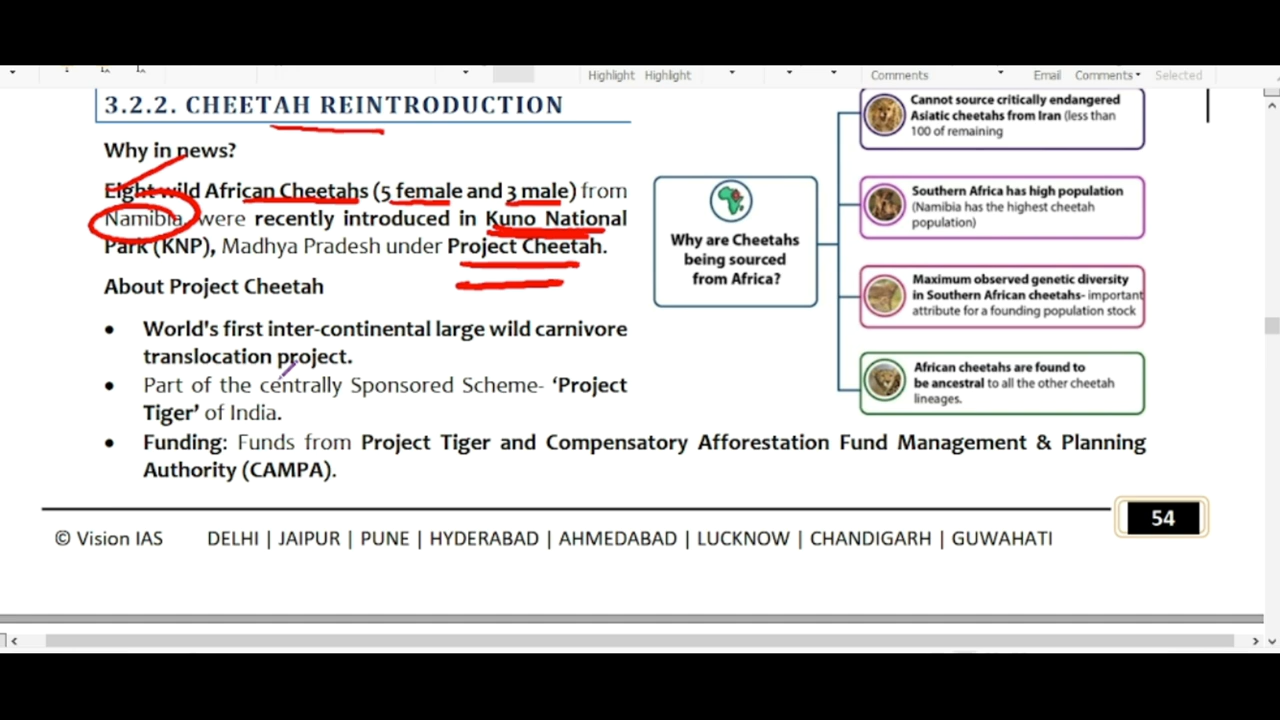 Highlight Highlight Comments Email Comments Selected
3.2.2. CHEETAH REINTRODUCTION
Why in news?
Eight wild African Cheetahs (5 female and 3 male) from
Namibia, were recently introduced in Kuno National
Park (KNP), Madhya Pradesh under Project Cheetah.
About Project Cheetah
• World's first inter-continental large wild carnivore
translocation project.
• Part of the centrally Sponsored Scheme- ‘Project
Tiger’ of India.
Why are Cheetahs
being sourced
from Africa?
Cannot source critically endangered
Asiatic cheetahs from Iran (less than
100 of remaining
Southern Africa has high population
(Namibia has the highest cheetah
population)
Maximum observed genetic diversity
in Southern African cheetahs- important
attribute for a founding population stock
African cheetahs are found to
be ancestral to all the other cheetah
lineages.
• Funding: Funds from Project Tiger and Compensatory Afforestation Fund Management & Planning
Authority (CAMPA).
54
© Vision IAS DELHI | JAIPUR | PUNE | HYDERABAD | AHMEDABAD | LUCKNOW | CHANDIGARH | GUWAHATI